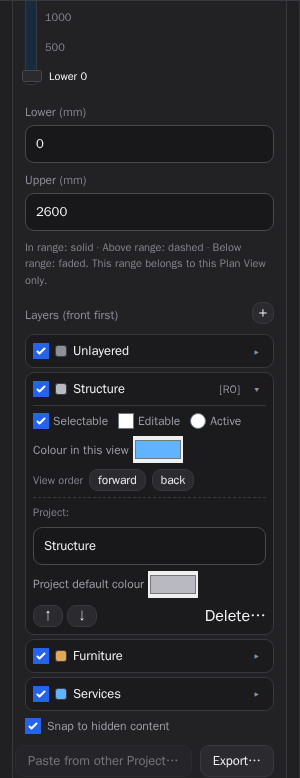 1000
500
Lower 0
Lower (mm)
0
Upper (mm)
2600
In range: solid · Above range: dashed · Below
range: faded. This range belongs to this Plan View
only.
Layers (front first)
+
Unlayered
Structure [RO]
Selectable Editable Active
Colour in this view
View order forward back
Project:
Structure
Project default colour
↑ ↓ Delete⋯
Furniture
Services
Snap to hidden content
Paste from other Project⋯ Export⋯